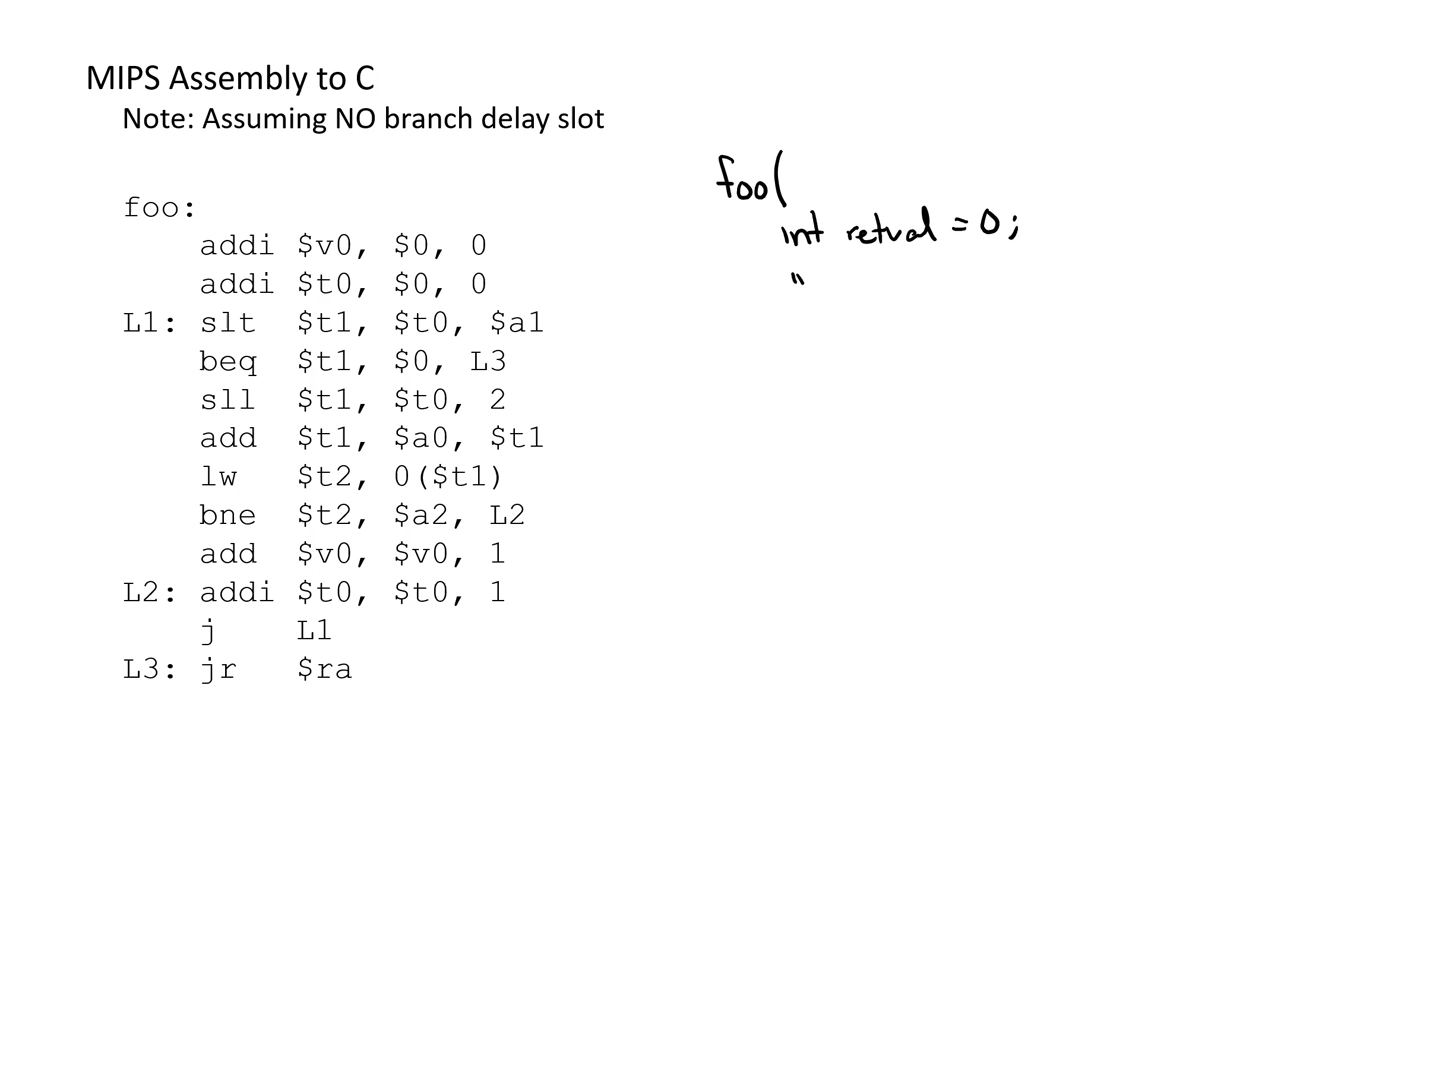 MIPS Assembly to C
Note: Assuming NO branch delay slot
foo:
addi $v0, $0, 0
addi $t0, $0, 0
L1: slt $t1, $t0, $a1
beq $t1, $0, L3
sll $t1, $t0, 2
add $t1, $a0, $t1
lw $t2, 0($t1)
bne $t2, $a2, L2
add $v0, $v0, 1
L2: addi $t0, $t0, 1
j L1
L3: jr $ra
foo(
int retval = 0;
"